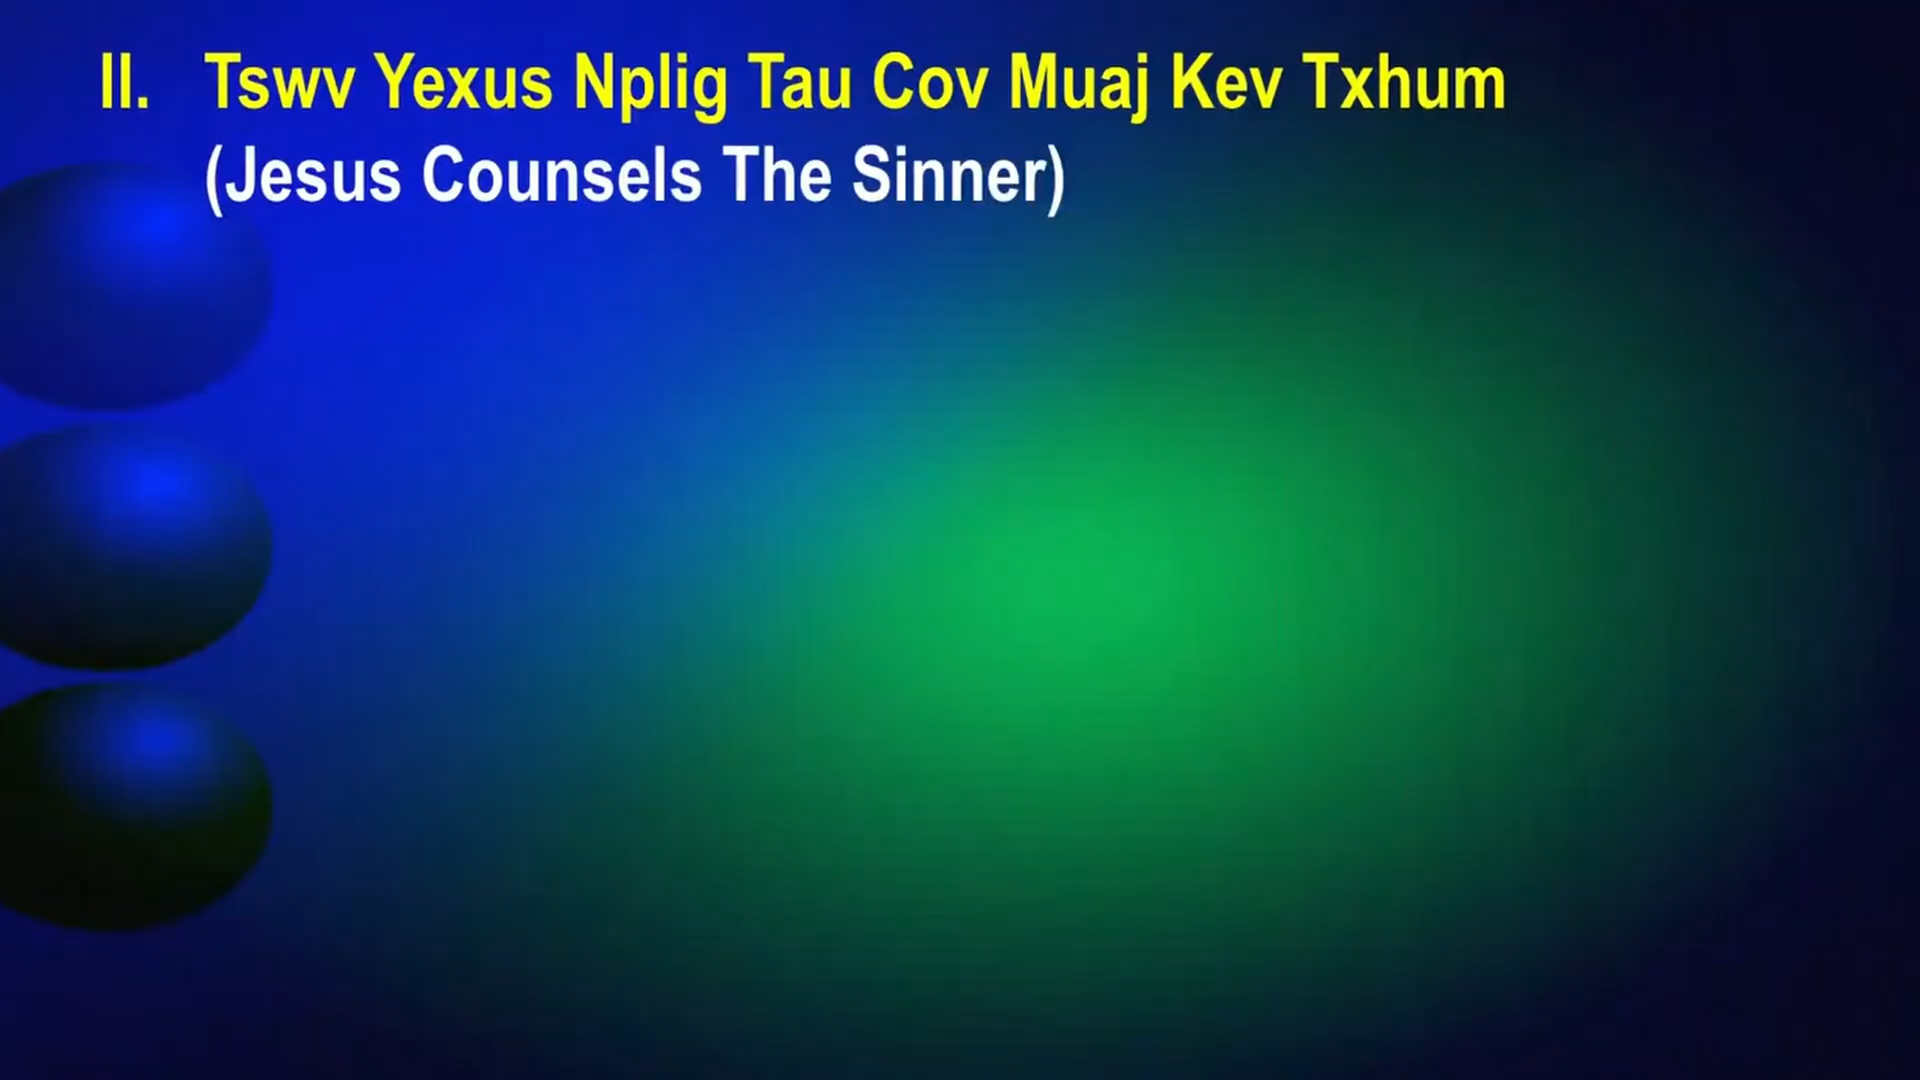 II. Tswv Yexus Nplig Tau Cov Muaj Kev Txhum
(Jesus Counsels The Sinner)